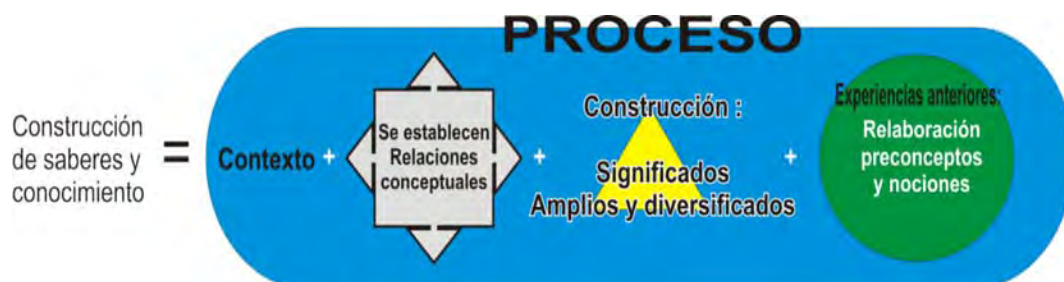 PROCESO
Construcción
de saberes y
conocimiento
=
Contexto
+
Se establecen
Relaciones
conceptuales
+
Construcción :
Significados
Amplios y diversificados
+
Experiencias anteriores:
Relaboración
preconceptos
y nociones